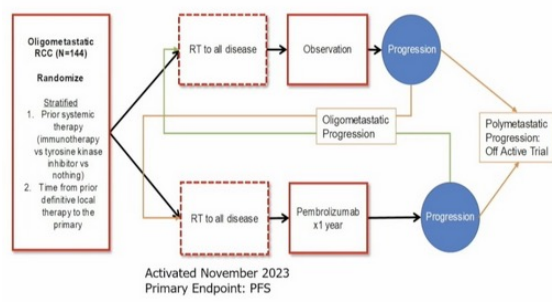 Oligometastatic
RCC (N=144)
Randomize
Stratified
1. Prior systemic
therapy
(immunotherapy
vs tyrosine kinase
inhibitor vs
nothing)
2. Time from prior
definitive local
therapy to the
primary
RT to all disease
Observation
Progression
Oligometastatic
Progression
Polymetastatic
Progression:
Off Active Trial
RT to all disease
Pembrolizumab
x1 year
Progression
Activated November 2023
Primary Endpoint: PFS